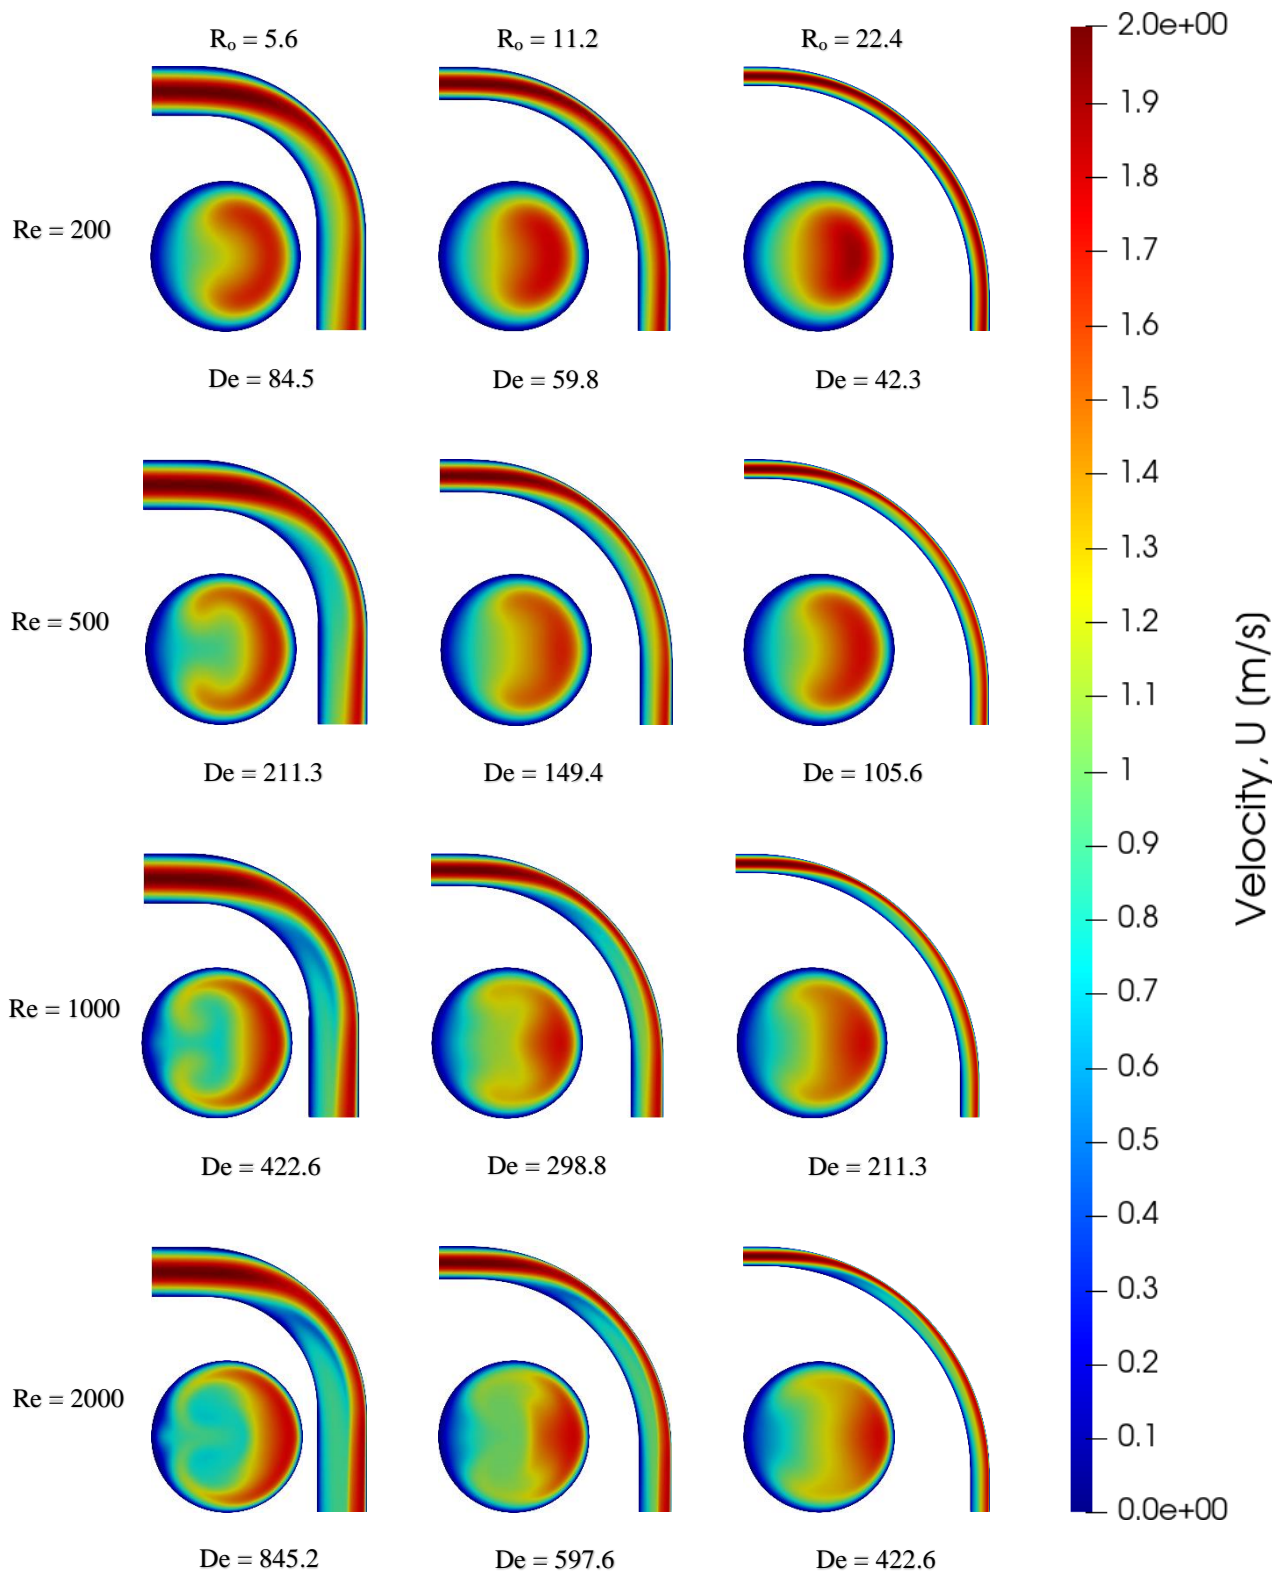 Rₒ = 5.6
Rₒ = 11.2
Rₒ = 22.4
Re = 200
De = 84.5
De = 59.8
De = 42.3
Re = 500
De = 211.3
De = 149.4
De = 105.6
Re = 1000
De = 422.6
De = 298.8
De = 211.3
Re = 2000
De = 845.2
De = 597.6
De = 422.6
2.0e+00
1.9
1.8
1.7
1.6
1.5
1.4
1.3
1.2
1.1
1
0.9
0.8
0.7
0.6
0.5
0.4
0.3
0.2
0.1
0.0e+00
Velocity, U (m/s)